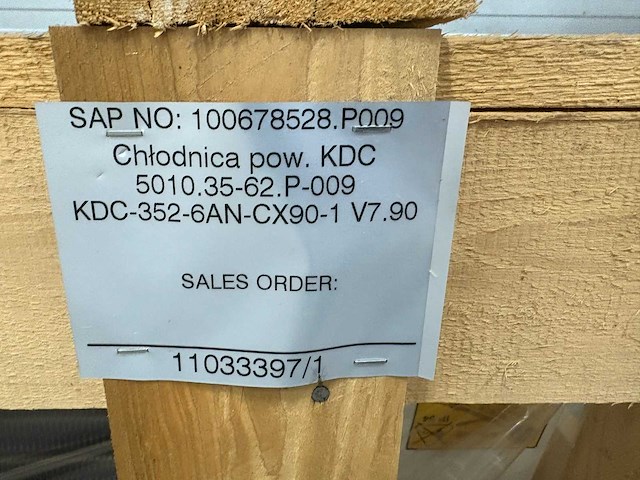 SAP NO: 100678528.P009
Chłodnica pow. KDC
5010.35-62.P-009
KDC-352-6AN-CX90-1 V7.90
SALES ORDER:
11033397/1